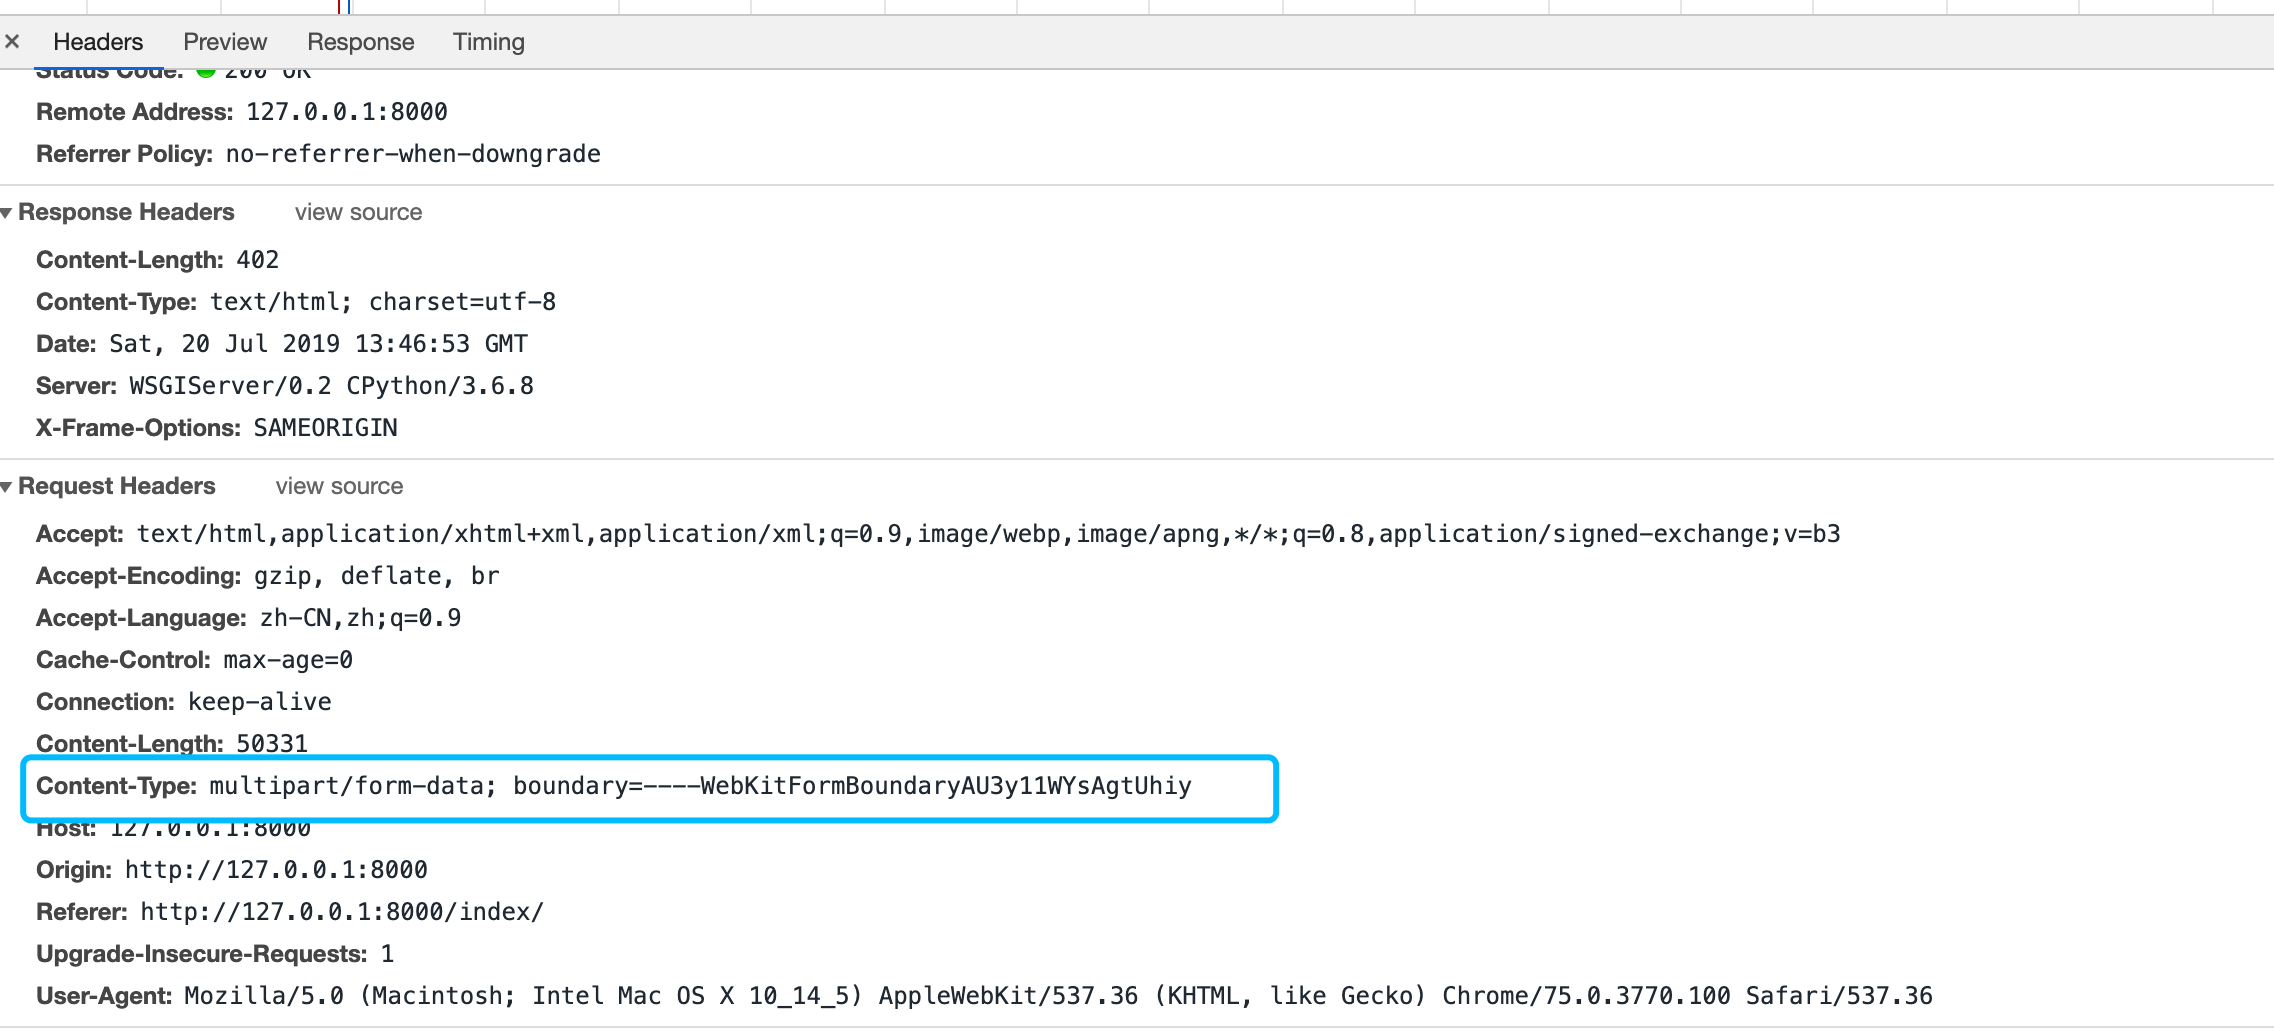 × Headers Preview Response Timing
Status Code: 200 OK
Remote Address: 127.0.0.1:8000
Referrer Policy: no-referrer-when-downgrade
Response Headers view source
Content-Length: 402
Content-Type: text/html; charset=utf-8
Date: Sat, 20 Jul 2019 13:46:53 GMT
Server: WSGIServer/0.2 CPython/3.6.8
X-Frame-Options: SAMEORIGIN
Request Headers view source
Accept: text/html,application/xhtml+xml,application/xml;q=0.9,image/webp,image/apng,*/*;q=0.8,application/signed-exchange;v=b3
Accept-Encoding: gzip, deflate, br
Accept-Language: zh-CN,zh;q=0.9
Cache-Control: max-age=0
Connection: keep-alive
Content-Length: 50331
Content-Type: multipart/form-data; boundary=----WebKitFormBoundaryAU3y11WYsAgtUhiy
Host: 127.0.0.1:8000
Origin: http://127.0.0.1:8000
Referer: http://127.0.0.1:8000/index/
Upgrade-Insecure-Requests: 1
User-Agent: Mozilla/5.0 (Macintosh; Intel Mac OS X 10_14_5) AppleWebKit/537.36 (KHTML, like Gecko) Chrome/75.0.3770.100 Safari/537.36